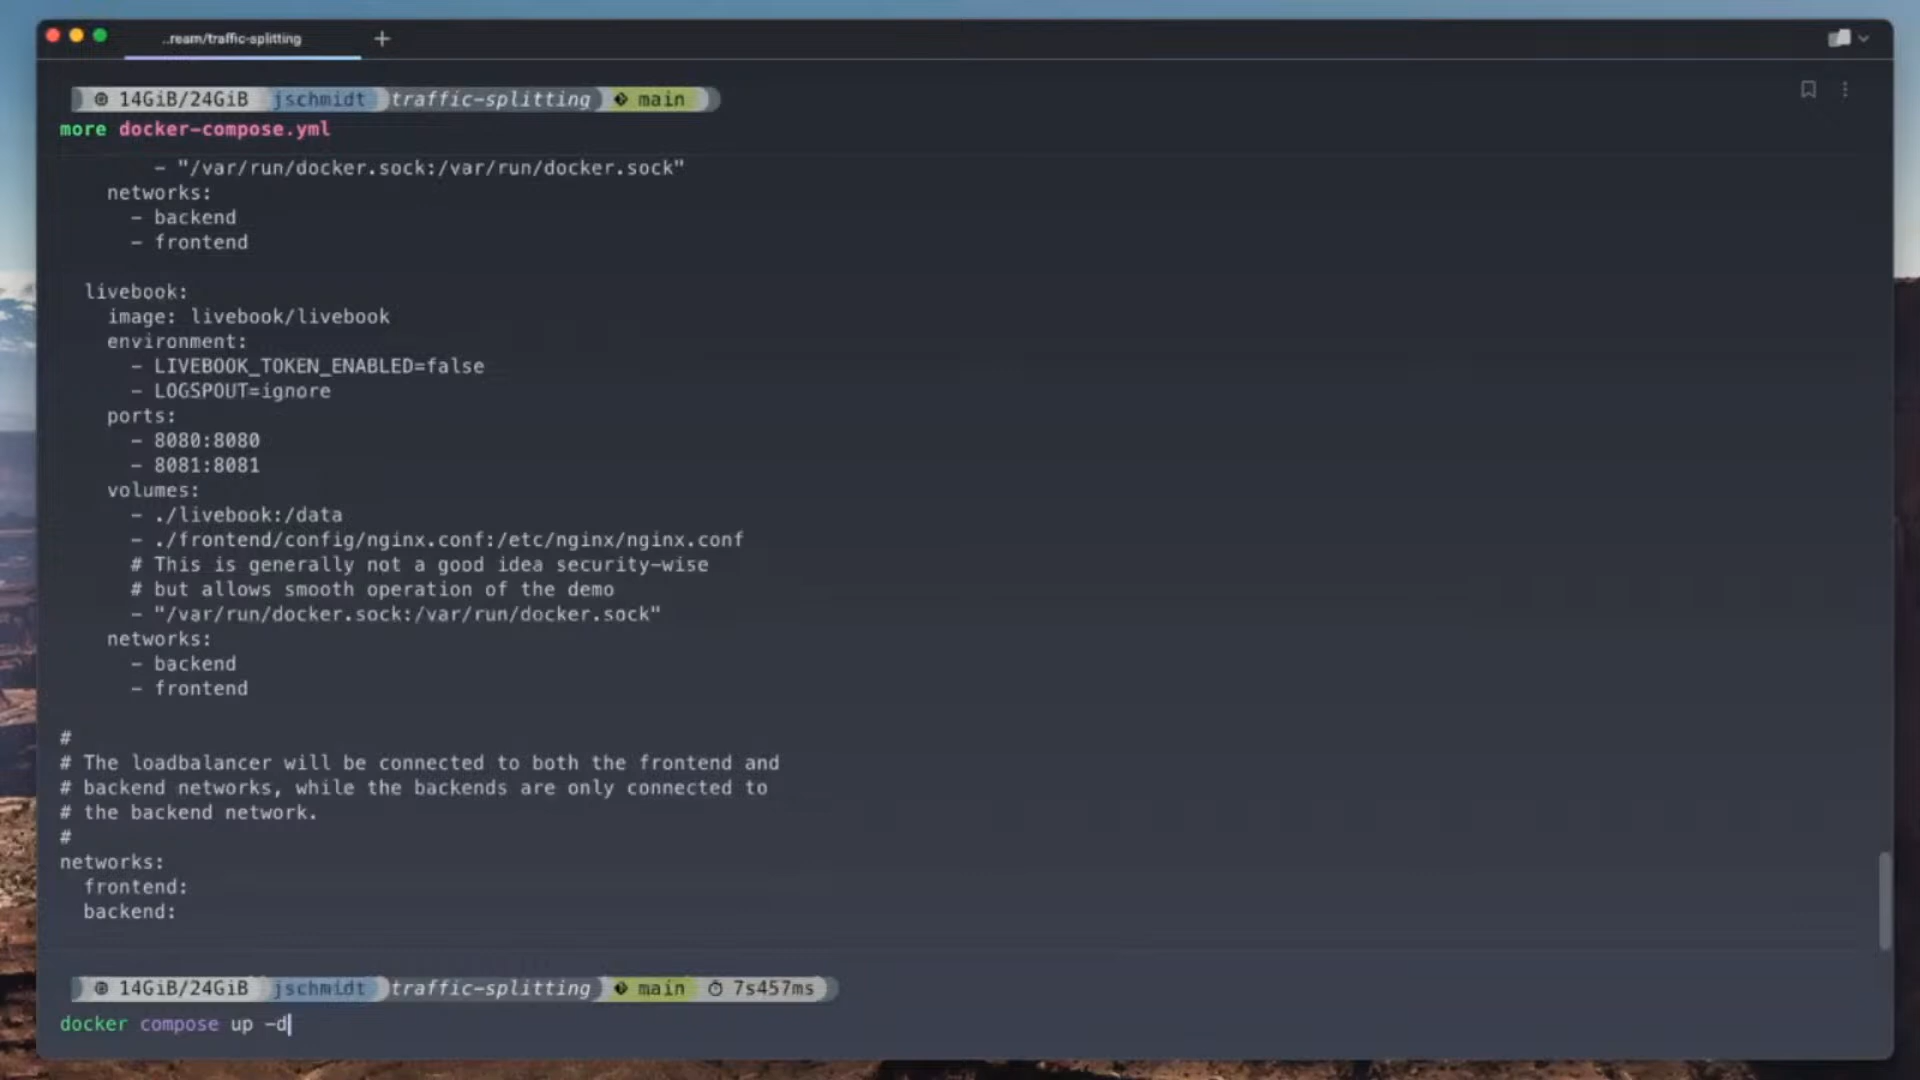 ..ream/traffic-splitting +
14GiB/24GiB jschmidt traffic-splitting main
more docker-compose.yml
- "/var/run/docker.sock:/var/run/docker.sock"
networks:
- backend
- frontend
livebook:
image: livebook/livebook
environment:
- LIVEBOOK_TOKEN_ENABLED=false
- LOGSPOUT=ignore
ports:
- 8080:8080
- 8081:8081
volumes:
- ./livebook:/data
- ./frontend/config/nginx.conf:/etc/nginx/nginx.conf
# This is generally not a good idea security-wise
# but allows smooth operation of the demo
- "/var/run/docker.sock:/var/run/docker.sock"
networks:
- backend
- frontend
#
# The loadbalancer will be connected to both the frontend and
# backend networks, while the backends are only connected to
# the backend network.
#
networks:
frontend:
backend:
14GiB/24GiB jschmidt traffic-splitting main 7s457ms
docker compose up -d